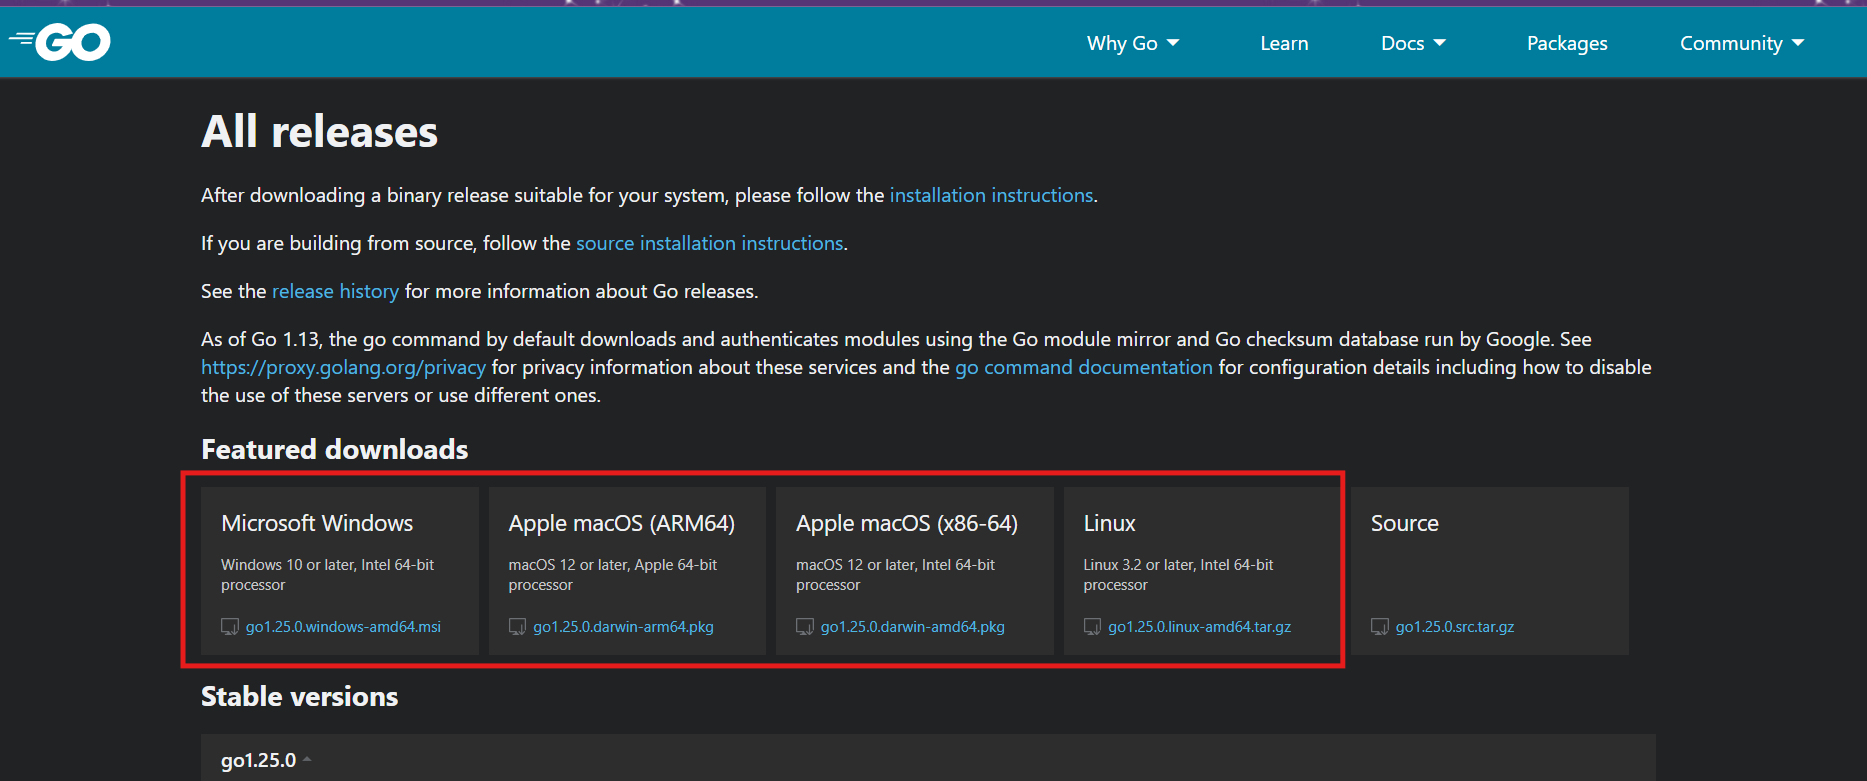 GO
Why Go
Learn
Docs
Packages
Community
All releases
After downloading a binary release suitable for your system, please follow the installation instructions.
If you are building from source, follow the source installation instructions.
See the release history for more information about Go releases.
As of Go 1.13, the go command by default downloads and authenticates modules using the Go module mirror and Go checksum database run by Google. See
https://proxy.golang.org/privacy for privacy information about these services and the go command documentation for configuration details including how to disable
the use of these servers or use different ones.
Featured downloads
Microsoft Windows
Windows 10 or later, Intel 64-bit
processor
go1.25.0.windows-amd64.msi
Apple macOS (ARM64)
macOS 12 or later, Apple 64-bit
processor
go1.25.0.darwin-arm64.pkg
Apple macOS (x86-64)
macOS 12 or later, Intel 64-bit
processor
go1.25.0.darwin-amd64.pkg
Linux
Linux 3.2 or later, Intel 64-bit
processor
go1.25.0.linux-amd64.tar.gz
Source
go1.25.0.src.tar.gz
Stable versions
go1.25.0